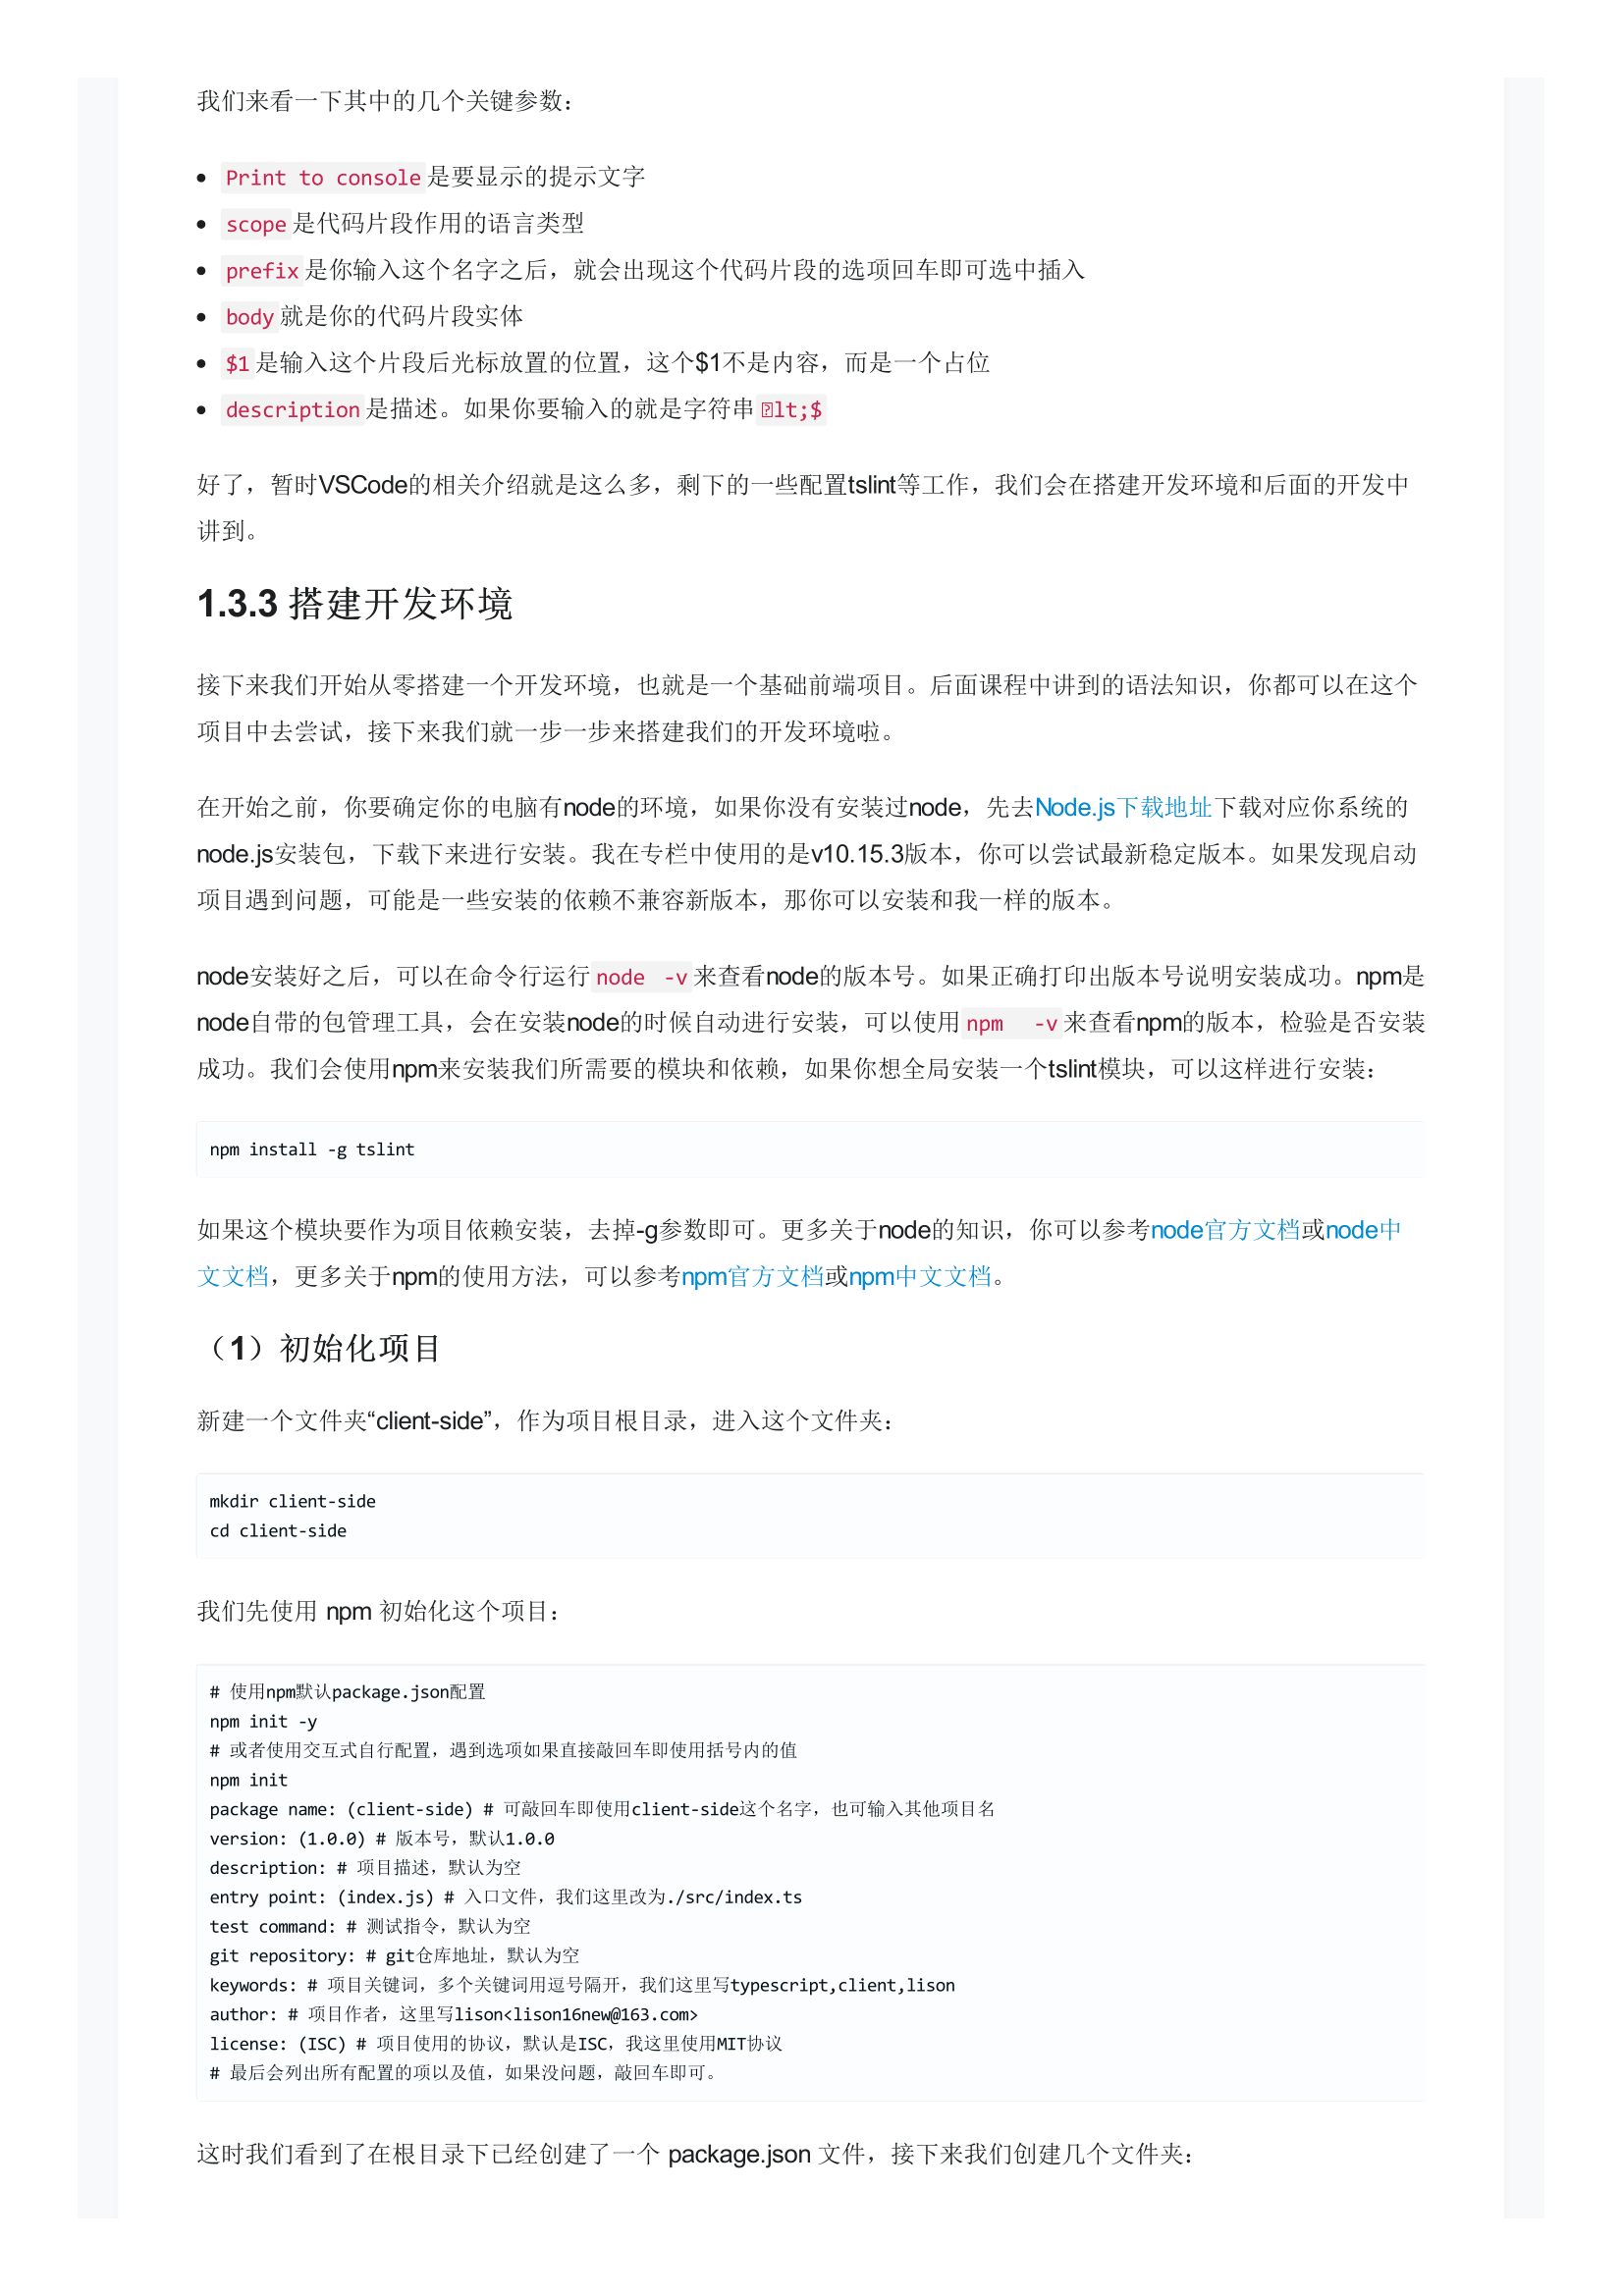 我们来看一下其中的几个关键参数：
Print to console是要显示的提示文字
scope是代码片段作用的语言类型
prefix是你输入这个名字之后，就会出现这个代码片段的选项回车即可选中插入
body就是你的代码片段实体
$1是输入这个片段后光标放置的位置，这个$1不是内容，而是一个占位
description是描述。如果你要输入的就是字符串lt;$
好了，暂时VSCode的相关介绍就是这么多，剩下的一些配置tslint等工作，我们会在搭建开发环境和后面的开发中
讲到。
1.3.3 搭建开发环境
接下来我们开始从零搭建一个开发环境，也就是一个基础前端项目。后面课程中讲到的语法知识，你都可以在这个
项目中去尝试，接下来我们就一步一步来搭建我们的开发环境啦。
在开始之前，你要确定你的电脑有node的环境，如果你没有安装过node，先去Node.js下载地址下载对应你系统的
node.js安装包，下载下来进行安装。我在专栏中使用的是v10.15.3版本，你可以尝试最新稳定版本。如果发现启动
项目遇到问题，可能是一些安装的依赖不兼容新版本，那你可以安装和我一样的版本。
node安装好之后，可以在命令行运行node -v来查看node的版本号。如果正确打印出版本号说明安装成功。npm是
node自带的包管理工具，会在安装node的时候自动进行安装，可以使用npm -v来查看npm的版本，检验是否安装
成功。我们会使用npm来安装我们所需要的模块和依赖，如果你想全局安装一个tslint模块，可以这样进行安装：
npm install -g tslint
如果这个模块要作为项目依赖安装，去掉-g参数即可。更多关于node的知识，你可以参考node官方文档或node中
文文档，更多关于npm的使用方法，可以参考npm官方文档或npm中文文档。
（1）初始化项目
新建一个文件夹“client-side”，作为项目根目录，进入这个文件夹：
mkdir client-side
cd client-side
我们先使用 npm 初始化这个项目：
# 使用npm默认package.json配置
npm init -y
# 或者使用交互式自行配置，遇到选项如果直接敲回车即使用括号内的值
npm init
package name: (client-side) # 可敲回车即使用client-side这个名字，也可输入其他项目名
version: (1.0.0) # 版本号，默认1.0.0
description: # 项目描述，默认为空
entry point: (index.js) # 入口文件，我们这里改为./src/index.ts
test command: # 测试指令，默认为空
git repository: # git仓库地址，默认为空
keywords: # 项目关键词，多个关键词用逗号隔开，我们这里写typescript,client,lison
author: # 项目作者，这里写lison<lison16new@163.com>
license: (ISC) # 项目使用的协议，默认是ISC，我这里使用MIT协议
# 最后会列出所有配置的项以及值，如果没问题，敲回车即可。
这时我们看到了在根目录下已经创建了一个 package.json 文件，接下来我们创建几个文件夹：